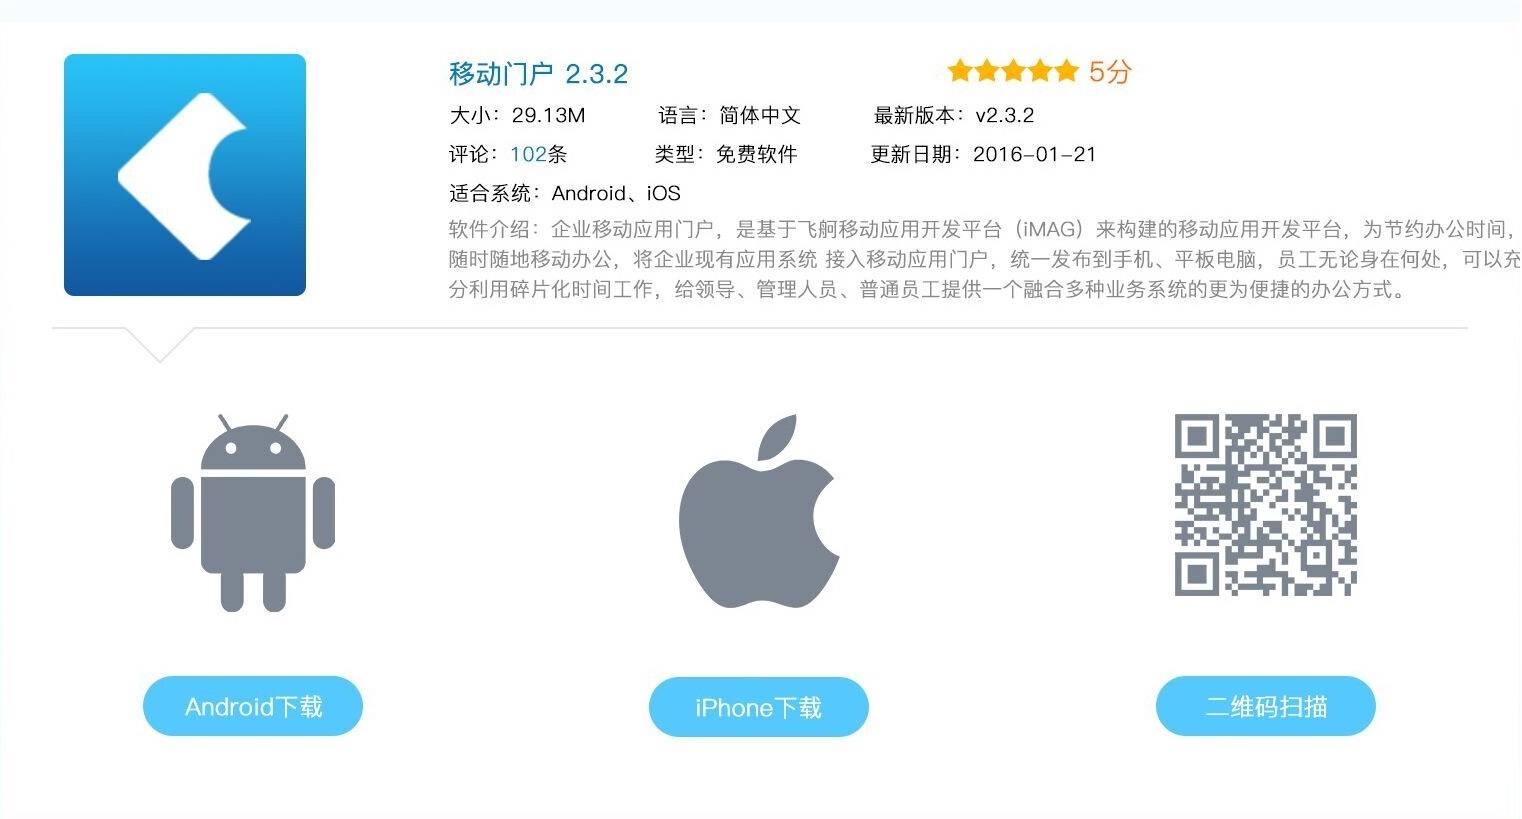 移动门户 2.3.2 5分
大小：29.13M 语言：简体中文 最新版本：v2.3.2
评论：102条 类型：免费软件 更新日期：2016-01-21
适合系统：Android、iOS
软件介绍：企业移动应用门户，是基于飞舸移动应用开发平台（iMAG）来构建的移动应用开发平台，为节约办公时间，
随时随地移动办公，将企业现有应用系统 接入移动应用门户，统一发布到手机、平板电脑，员工无论身在何处，可以充
分利用碎片化时间工作，给领导、管理人员、普通员工提供一个融合多种业务系统的更为便捷的办公方式。
Android下载 iPhone下载 二维码扫描